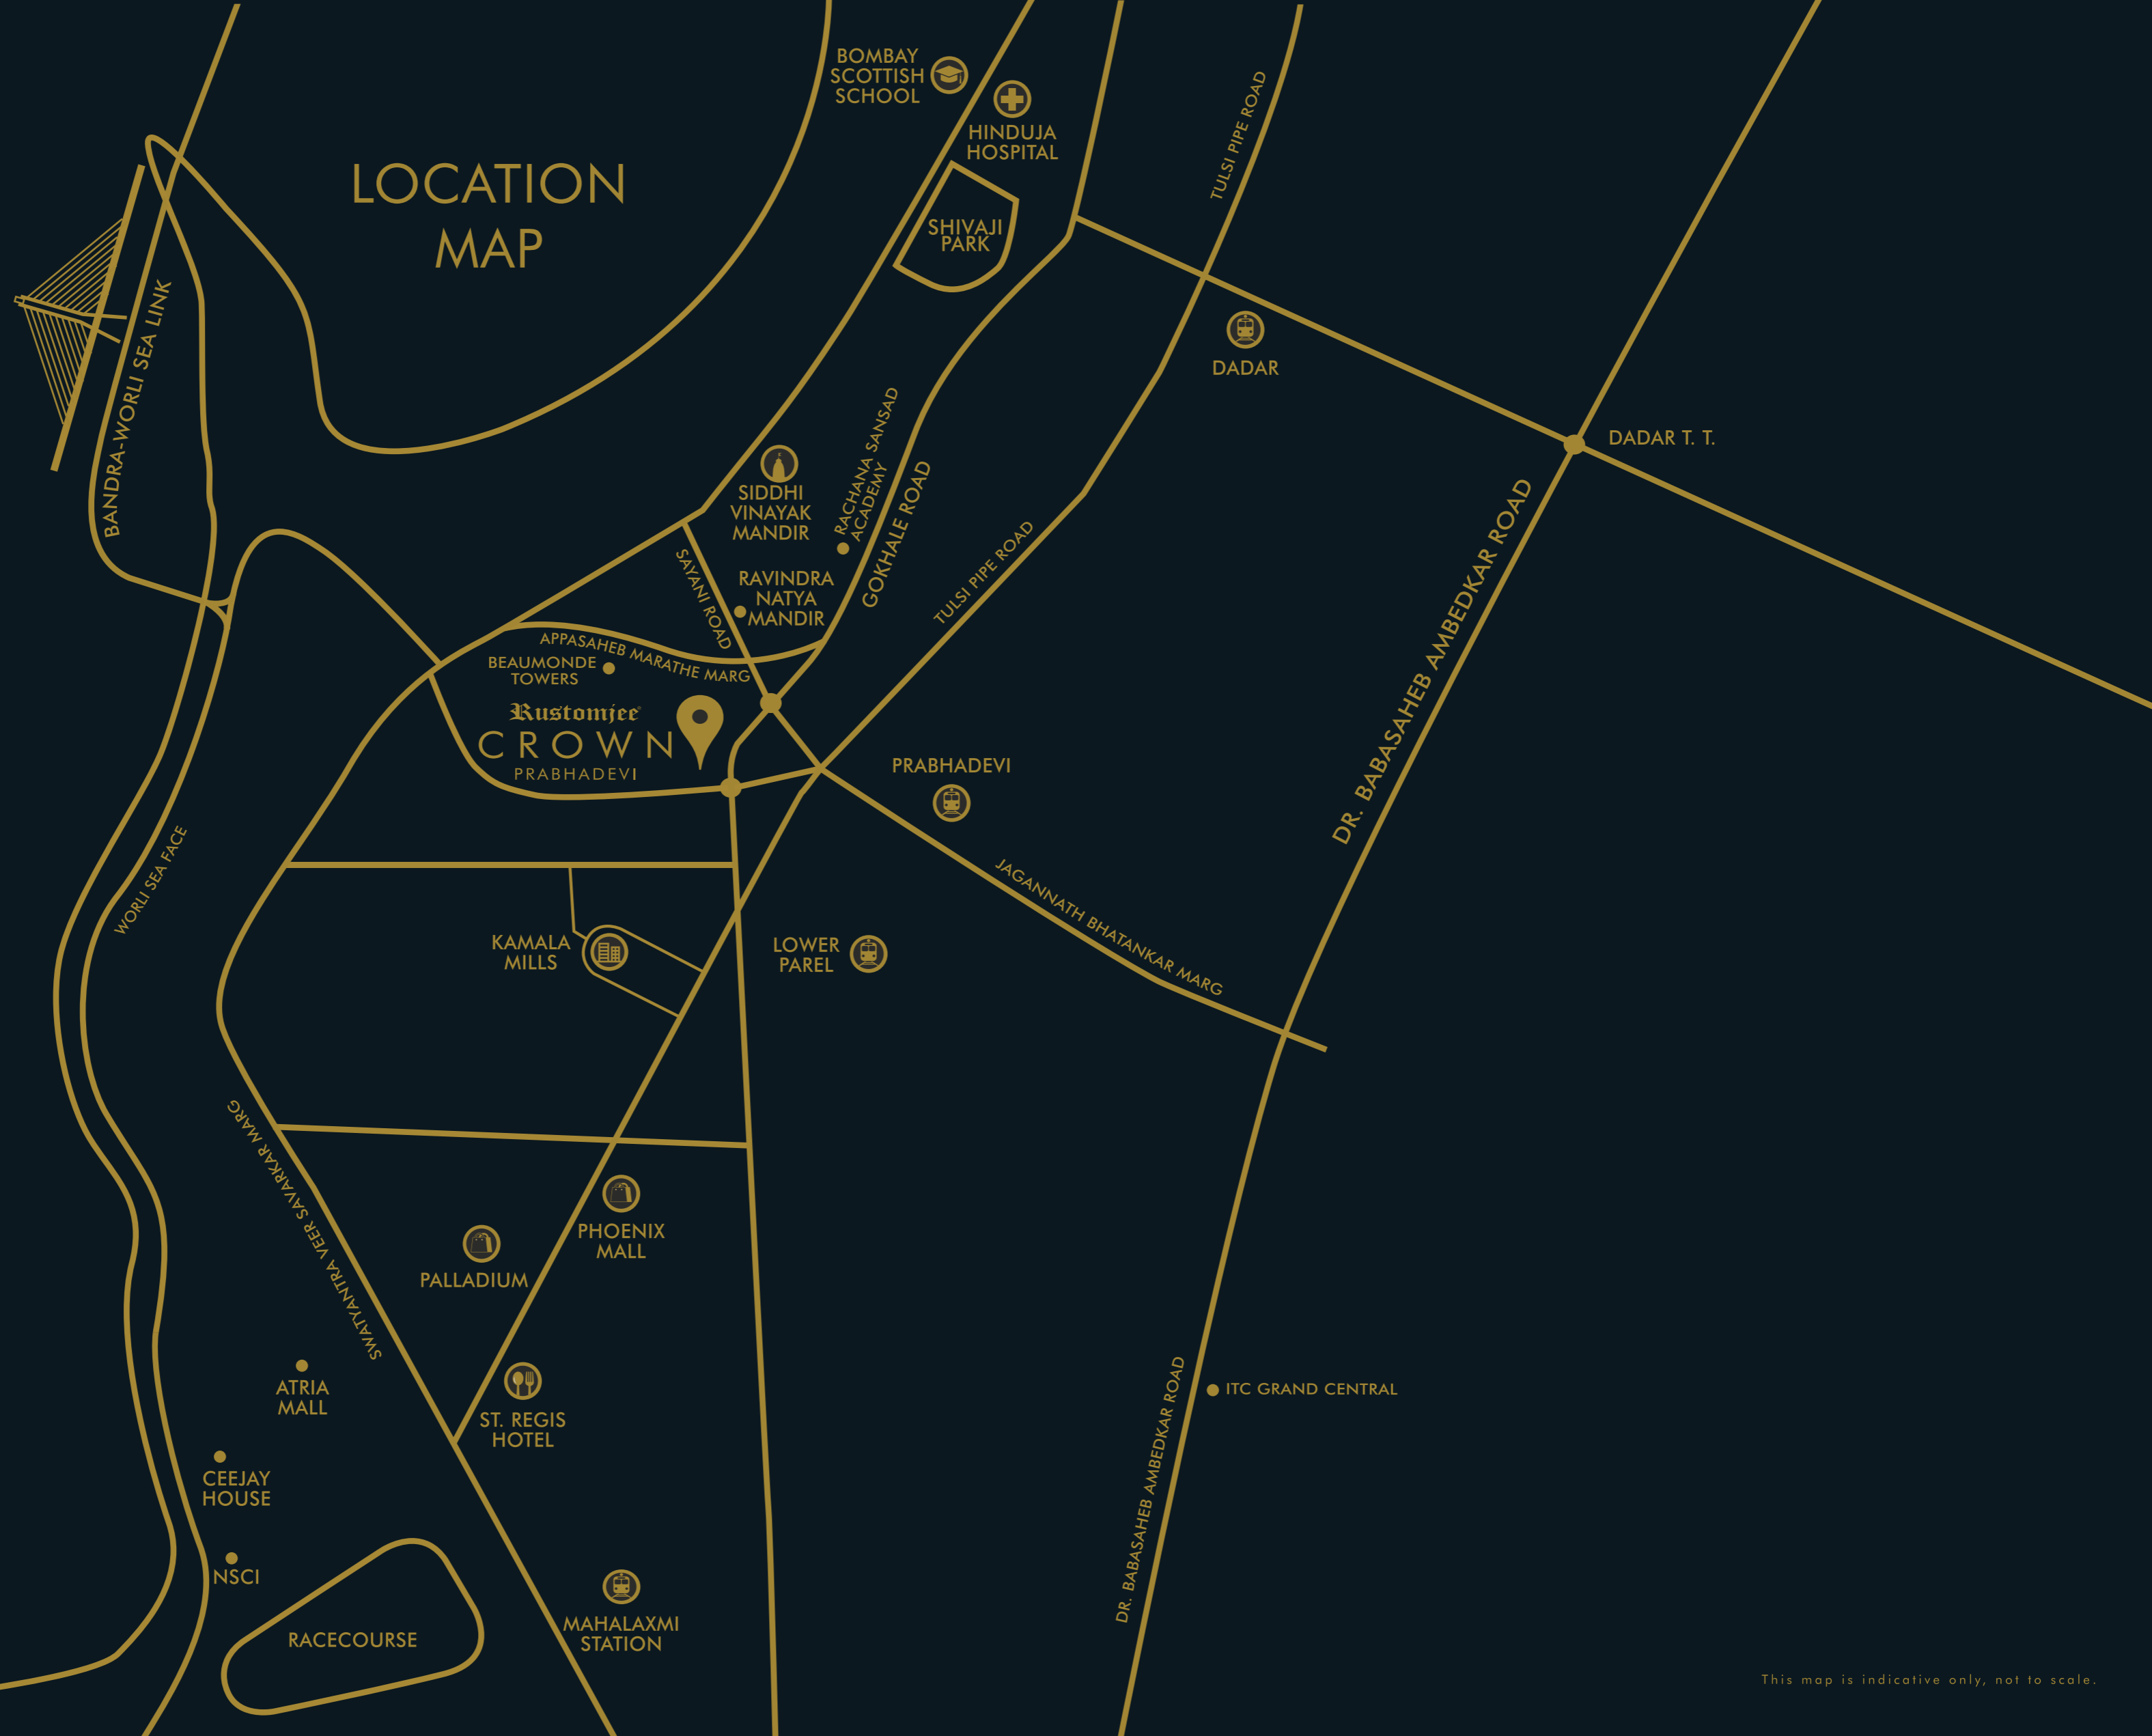 LOCATION
MAP
BOMBAY
SCOTTISH
SCHOOL
HINDUJA
HOSPITAL
SHIVAJI
PARK
TULSI PIPE ROAD
DADAR
DADAR T. T.
BANDRA-WORLI SEA LINK
SIDDHI
VINAYAK
MANDIR
RACHANA SANSAD
ACADEMY
GOKHALE ROAD
TULSI PIPE ROAD
DR. BABASAHEB AMBEDKAR ROAD
SAYANI ROAD
RAVINDRA
NATYA
MANDIR
APPASAHEB MARATHE MARG
BEAUMONDE
TOWERS
Rustomjee
CROWN
PRABHADEVI
PRABHADEVI
WORLI SEA FACE
JAGANNATH BHATANKAR MARG
KAMALA
MILLS
LOWER
PAREL
SWATYANTRA VEER SAVARKAR MARG
PHOENIX
MALL
PALLADIUM
ATRIA
MALL
ST. REGIS
HOTEL
DR. BABASAHEB AMBEDKAR ROAD
ITC GRAND CENTRAL
CEEJAY
HOUSE
NSCI
RACECOURSE
MAHALAXMI
STATION
This map is indicative only, not to scale.